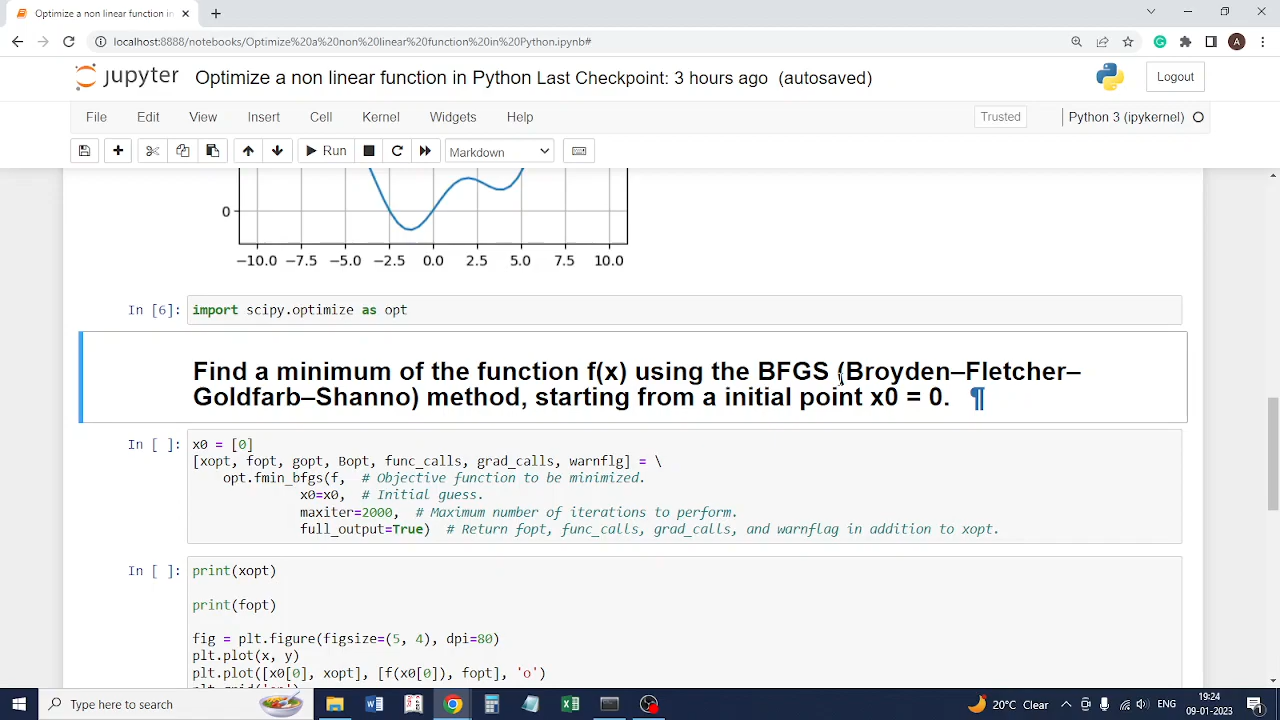 Optimize a non linear function in
localhost:8888/notebooks/Optimize%20a%20non%20linear%20function%20in%20Python.ipynb#
A
jupyter Optimize a non linear function in Python Last Checkpoint: 3 hours ago (autosaved)
Logout
File Edit View Insert Cell Kernel Widgets Help
Trusted
Python 3 (ipykernel)
Run
Markdown
0
−10.0 −7.5 −5.0 −2.5 0.0 2.5 5.0 7.5 10.0
In [6]: import scipy.optimize as opt
Find a minimum of the function f(x) using the BFGS (Broyden–Fletcher–
Goldfarb–Shanno) method, starting from a initial point x0 = 0. ¶
In [ ]: x0 = [0]
[xopt, fopt, gopt, Bopt, func_calls, grad_calls, warnflg] = \
opt.fmin_bfgs(f, # Objective function to be minimized.
x0=x0, # Initial guess.
maxiter=2000, # Maximum number of iterations to perform.
full_output=True) # Return fopt, func_calls, grad_calls, and warnflag in addition to xopt.
In [ ]: print(xopt)
print(fopt)
fig = plt.figure(figsize=(5, 4), dpi=80)
plt.plot(x, y)
plt.plot([x0[0], xopt], [f(x0[0]), fopt], 'o')
Type here to search
20°C Clear
ENG
19:24
09-01-2023